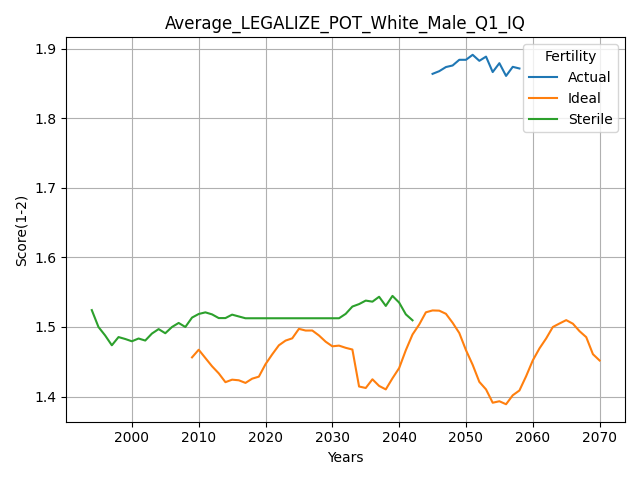 Average_LEGALIZE_POT_White_Male_Q1_IQ
Score(1-2)
1.9
1.8
1.7
1.6
1.5
1.4
Fertility
Actual
Ideal
Sterile
2000
2010
2020
2030
2040
2050
2060
2070
Years